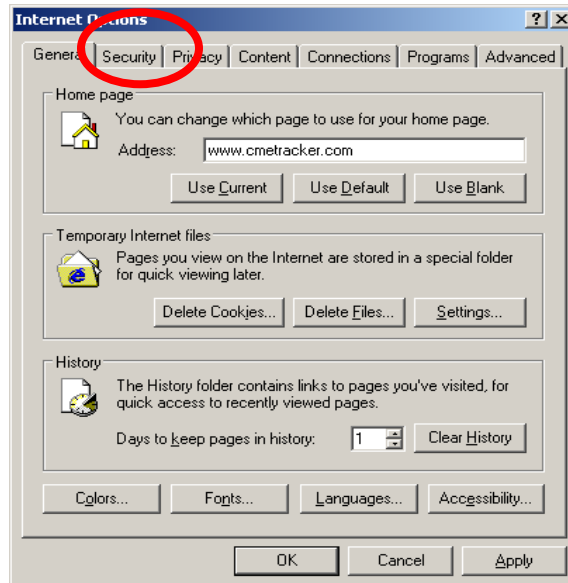 Internet Options
General Security Privacy Content Connections Programs Advanced
Home page
You can change which page to use for your home page.
Address: www.cmetracker.com
Use Current Use Default Use Blank
Temporary Internet files
Pages you view on the Internet are stored in a special folder
for quick viewing later.
Delete Cookies... Delete Files... Settings...
History
The History folder contains links to pages you've visited, for
quick access to recently viewed pages.
Days to keep pages in history: 1 Clear History
Colors... Fonts... Languages... Accessibility...
OK Cancel Apply